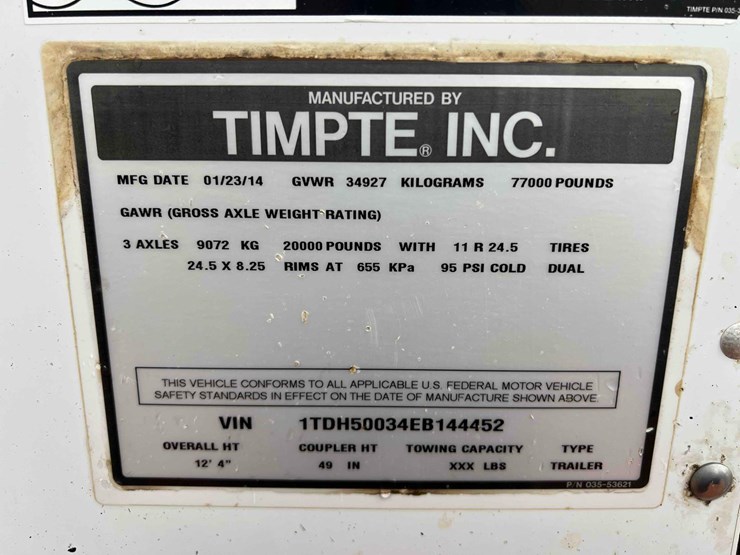 TIMPTE P/N 035-
MANUFACTURED BY
TIMPTE® INC.
MFG DATE 01/23/14 GVWR 34927 KILOGRAMS 77000 POUNDS
GAWR (GROSS AXLE WEIGHT RATING)
3 AXLES 9072 KG 20000 POUNDS WITH 11 R 24.5 TIRES
24.5 X 8.25 RIMS AT 655 KPa 95 PSI COLD DUAL
THIS VEHICLE CONFORMS TO ALL APPLICABLE U.S. FEDERAL MOTOR VEHICLE
SAFETY STANDARDS IN EFFECT ON THE DATE OF MANUFACTURE SHOWN ABOVE
VIN 1TDH50034EB144452
OVERALL HT COUPLER HT TOWING CAPACITY TYPE
12' 4" 49 IN XXX LBS TRAILER
P/N 035-53621